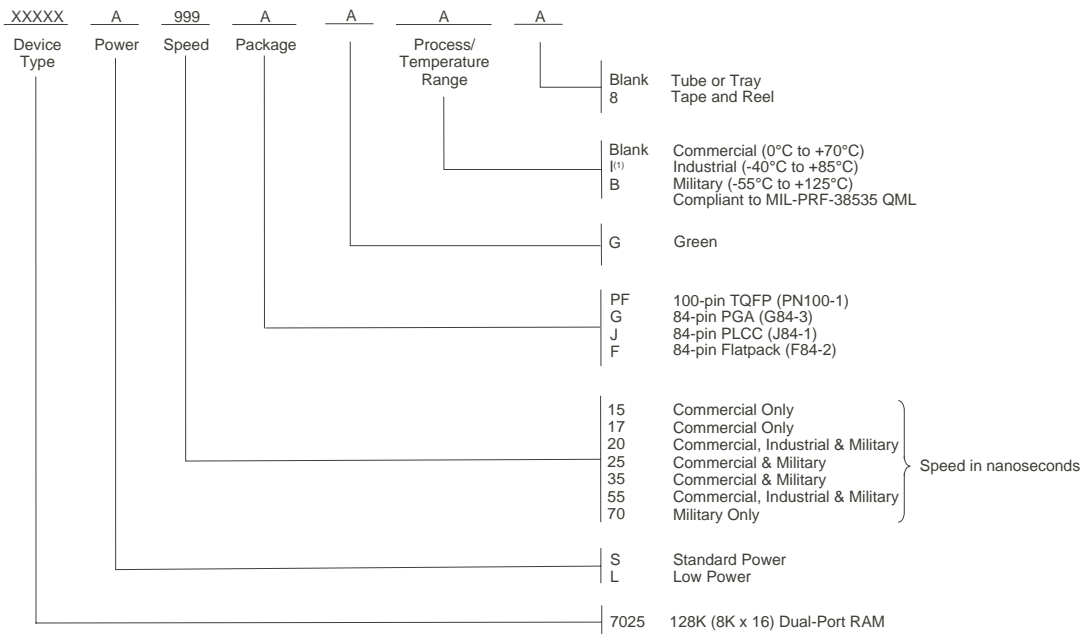 XXXXX A 999 A A A A
Device Type Power Speed Package Process/ Temperature Range
Blank Tube or Tray
8 Tape and Reel
Blank Commercial (0°C to +70°C)
I(1) Industrial (-40°C to +85°C)
B Military (-55°C to +125°C)
Compliant to MIL-PRF-38535 QML
G Green
PF 100-pin TQFP (PN100-1)
G 84-pin PGA (G84-3)
J 84-pin PLCC (J84-1)
F 84-pin Flatpack (F84-2)
15 Commercial Only
17 Commercial Only
20 Commercial, Industrial & Military
25 Commercial & Military
Speed in nanoseconds
35 Commercial & Military
55 Commercial, Industrial & Military
70 Military Only
S Standard Power
L Low Power
7025 128K (8K x 16) Dual-Port RAM